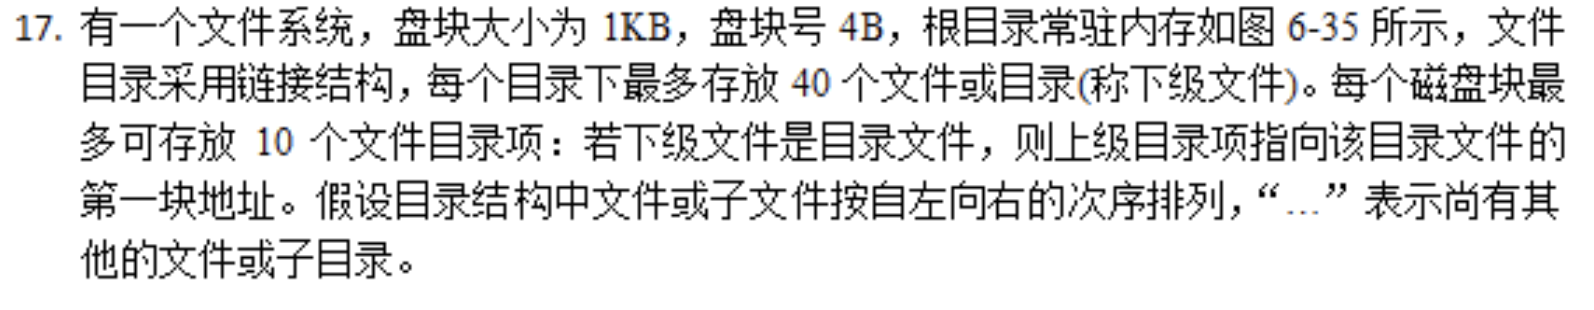 17. 有一个文件系统，盘块大小为 1KB，盘块号 4B，根目录常驻内存如图 6-35 所示，文件
目录采用链接结构，每个目录下最多存放 40 个文件或目录(称下级文件)。每个磁盘块最
多可存放 10 个文件目录项：若下级文件是目录文件，则上级目录项指向该目录文件的
第一块地址。假设目录结构中文件或子文件按自左向右的次序排列，“…”表示尚有其
他的文件或子目录。